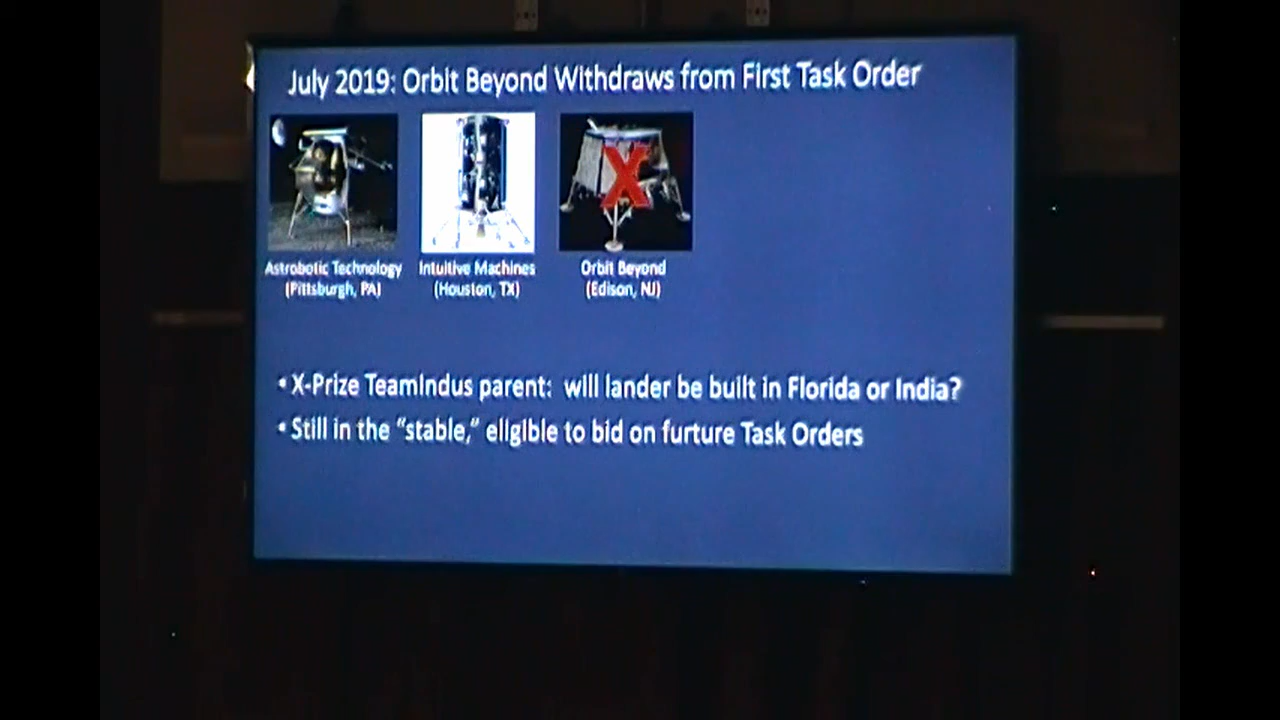 July 2019: Orbit Beyond Withdraws from First Task Order
X
Astrobotic Technology
(Pittsburgh, PA)
Intuitive Machines
(Houston, TX)
Orbit Beyond
(Edison, NJ)
• X-Prize TeamIndus parent: will lander be built in Florida or India?
• Still in the “stable,” eligible to bid on furture Task Orders